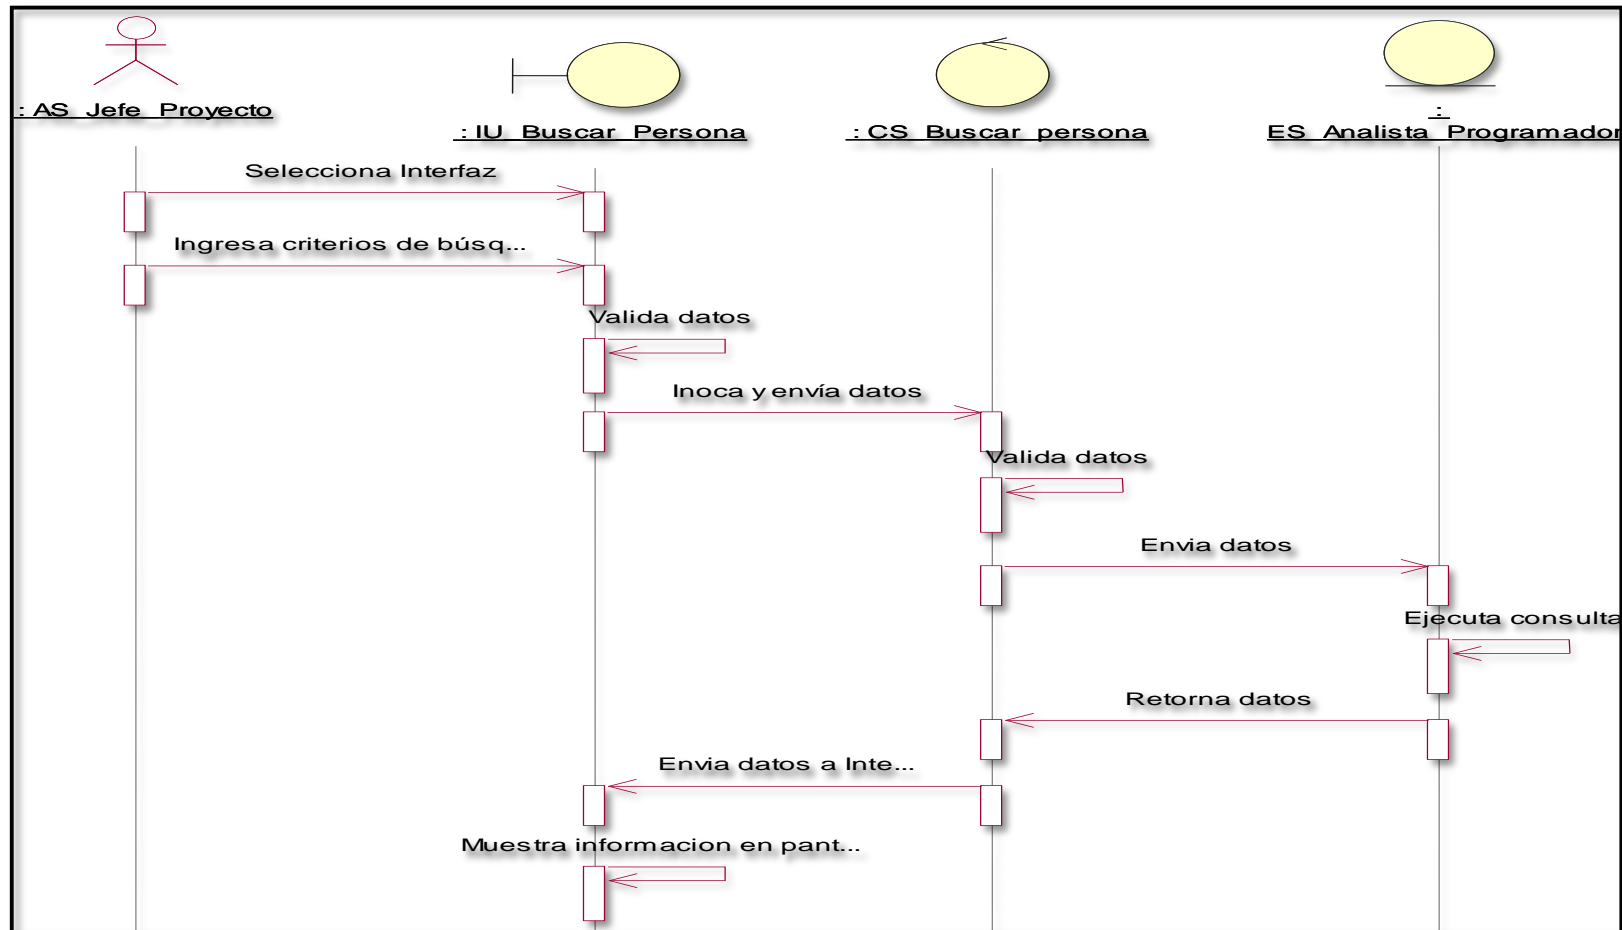 : AS_Jefe_Proyecto
: IU_Buscar_Persona
: CS_Buscar_persona
:
ES_Analista_Programador
Selecciona Interfaz
Ingresa criterios de búsq...
Valida datos
Inoca y envía datos
Valida datos
Envia datos
Ejecuta consulta
Retorna datos
Envia datos a Inte...
Muestra informacion en pant...